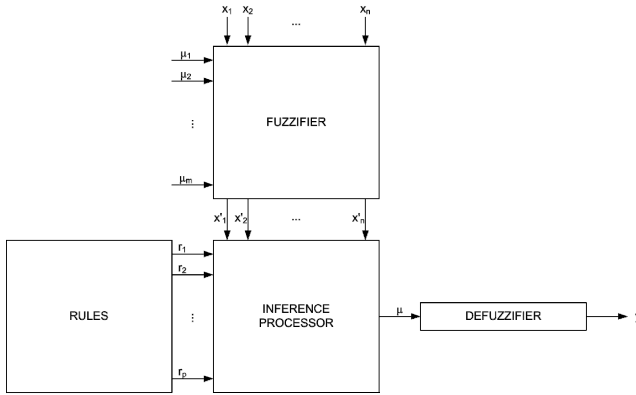 x₁ x₂ ... xₙ
μ₁
μ₂
...
μₘ
FUZZIFIER
x'₁ x'₂ ... x'ₙ
r₁
r₂
...
rₚ
RULES
INFERENCE
PROCESSOR
μ
DEFUZZIFIER